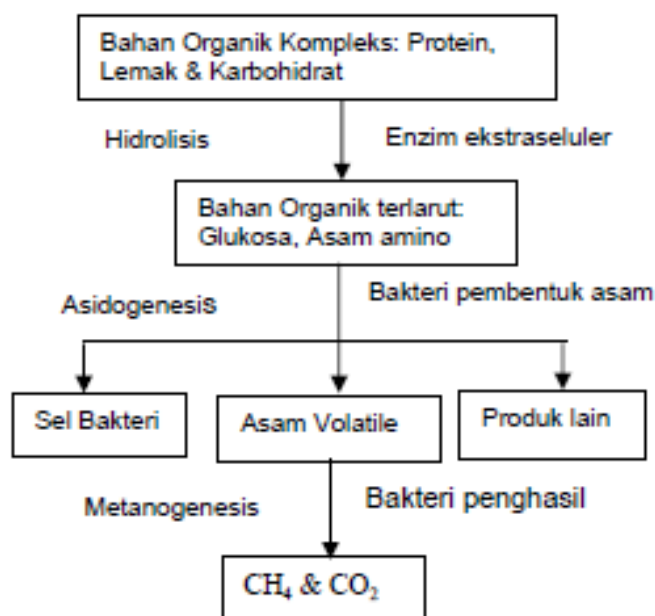 Bahan Organik Kompleks: Protein,
Lemak & Karbohidrat
Hidrolisis
Enzim ekstraseluler
Bahan Organik terlarut:
Glukosa, Asam amino
Asidogenesis
Bakteri pembentuk asam
Sel Bakteri
Asam Volatile
Produk lain
Metanogenesis
Bakteri penghasil
CH₄ & CO₂